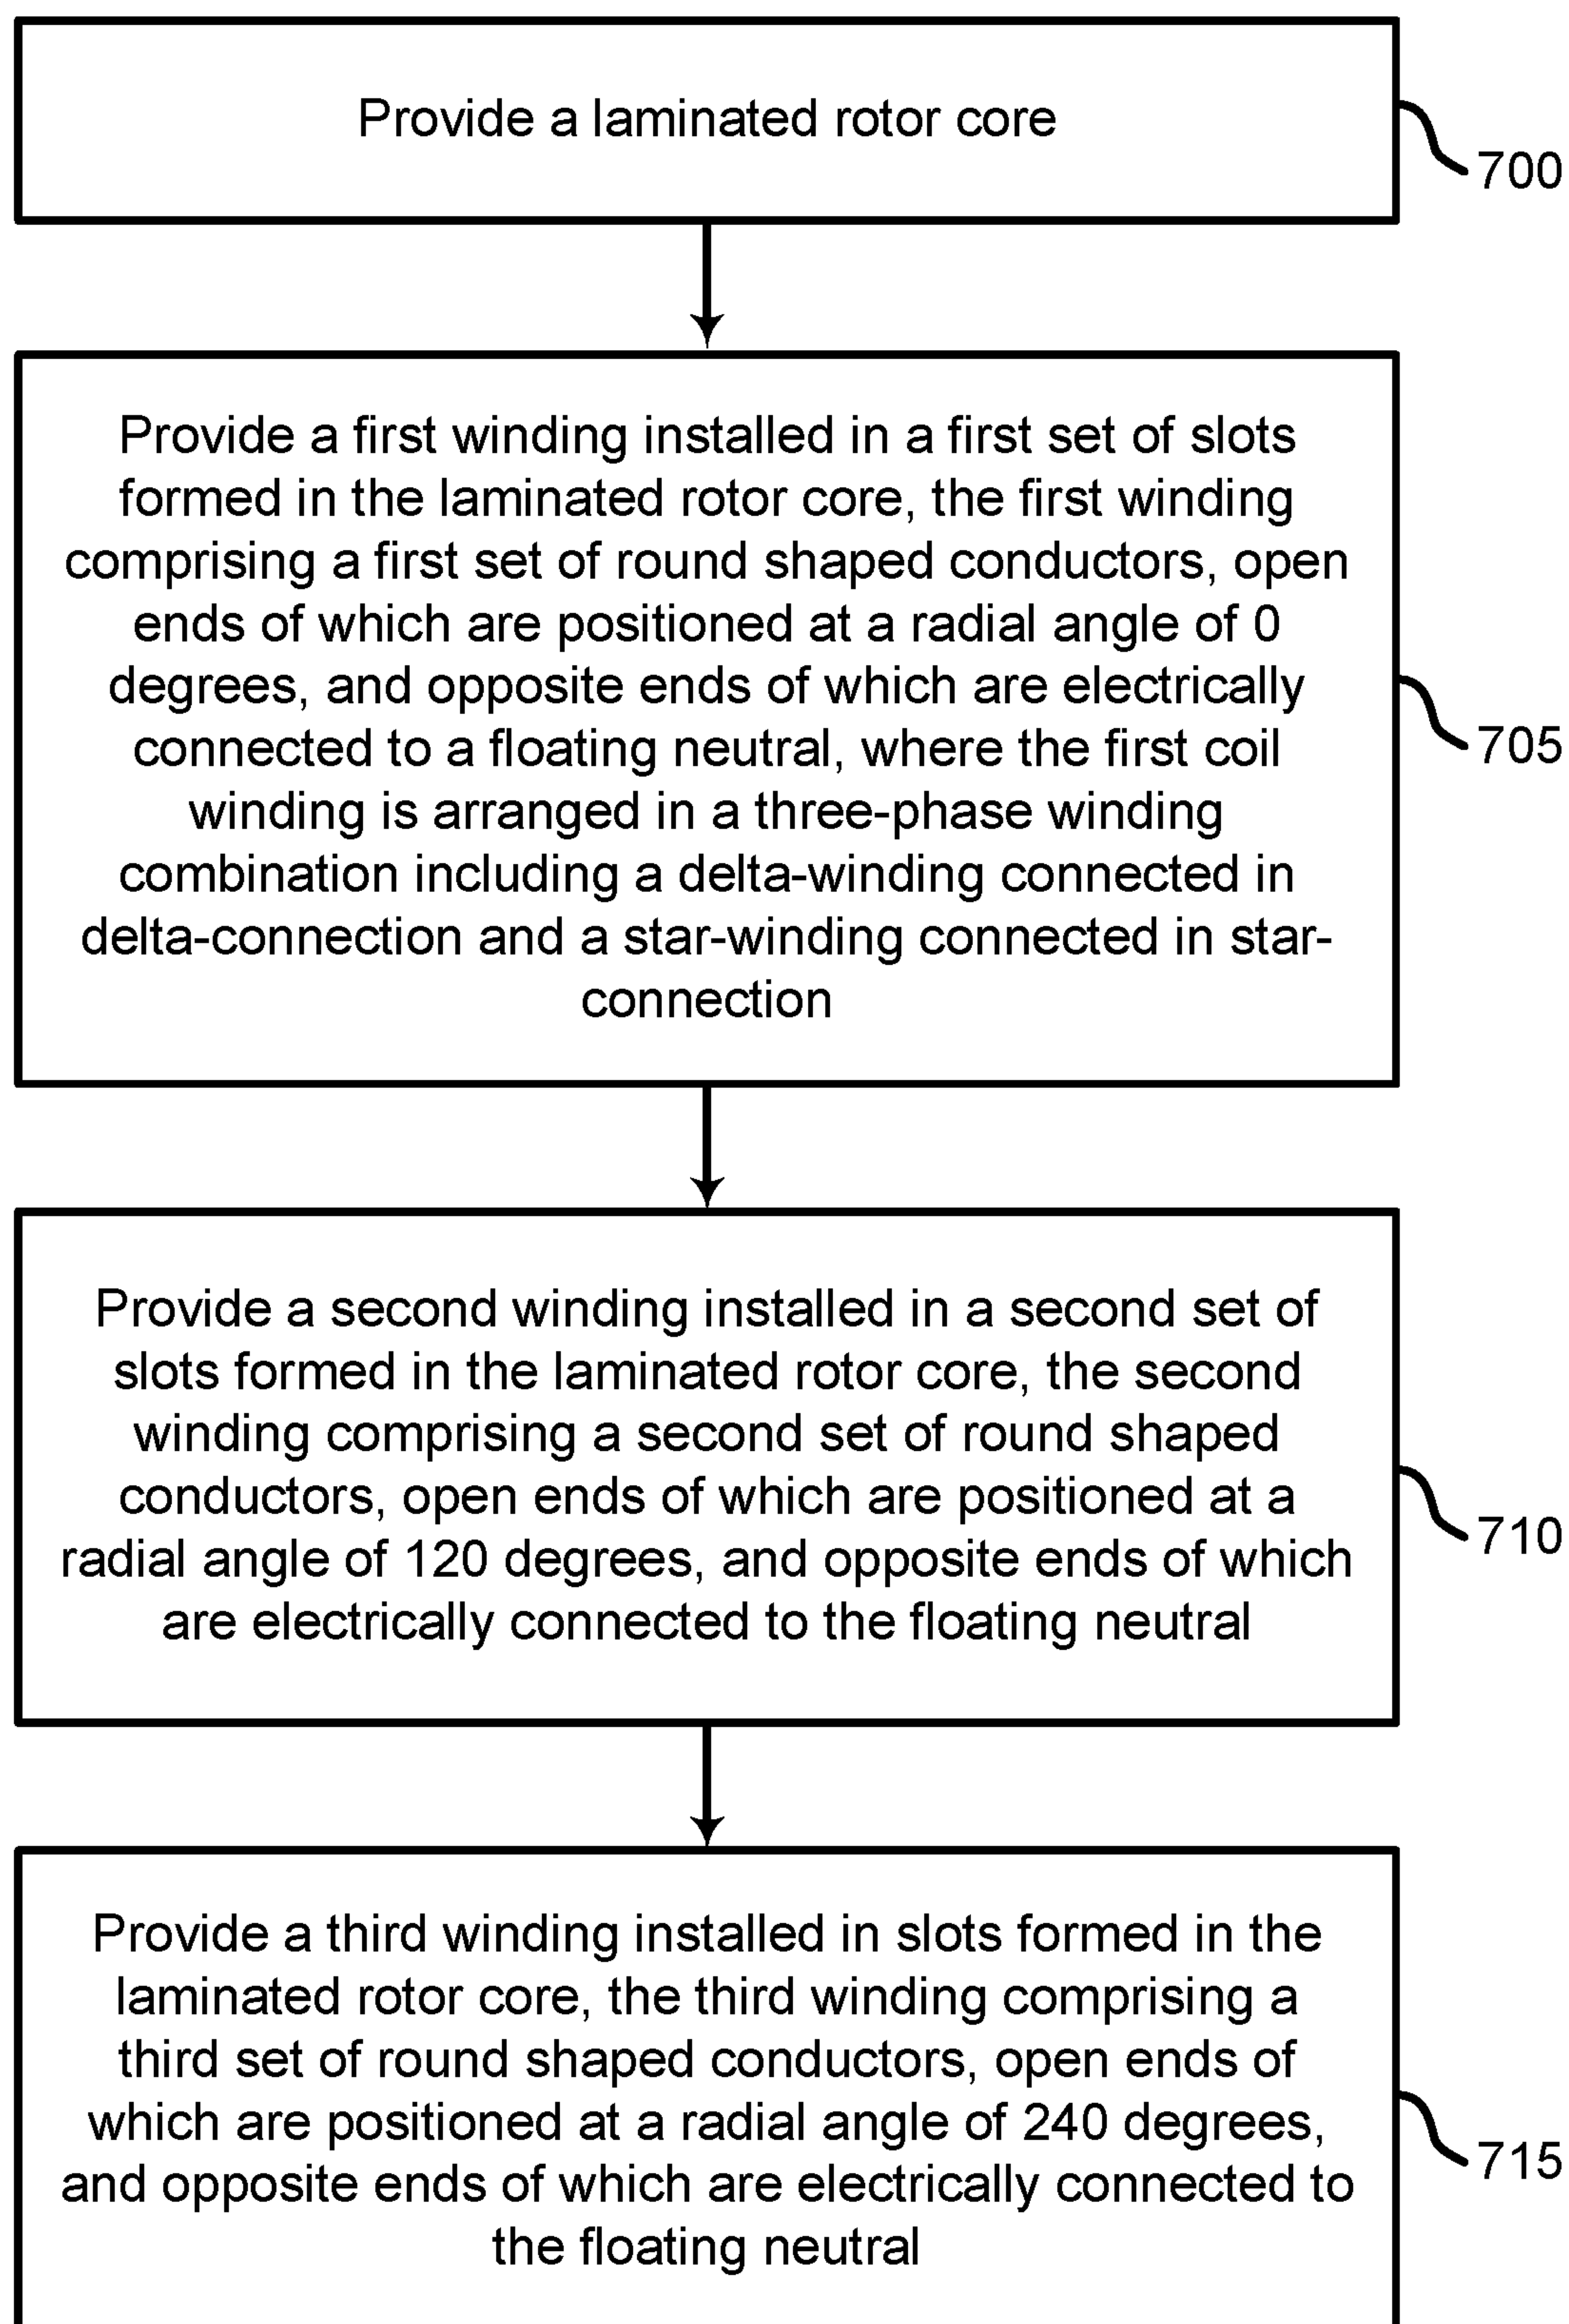 Provide a laminated rotor core
700
Provide a first winding installed in a first set of slots
formed in the laminated rotor core, the first winding
comprising a first set of round shaped conductors, open
ends of which are positioned at a radial angle of 0
degrees, and opposite ends of which are electrically
connected to a floating neutral, where the first coil
winding is arranged in a three-phase winding
combination including a delta-winding connected in
delta-connection and a star-winding connected in star-
connection
705
Provide a second winding installed in a second set of
slots formed in the laminated rotor core, the second
winding comprising a second set of round shaped
conductors, open ends of which are positioned at a
radial angle of 120 degrees, and opposite ends of which
are electrically connected to the floating neutral
710
Provide a third winding installed in slots formed in the
laminated rotor core, the third winding comprising a
third set of round shaped conductors, open ends of
which are positioned at a radial angle of 240 degrees,
and opposite ends of which are electrically connected to
the floating neutral
715